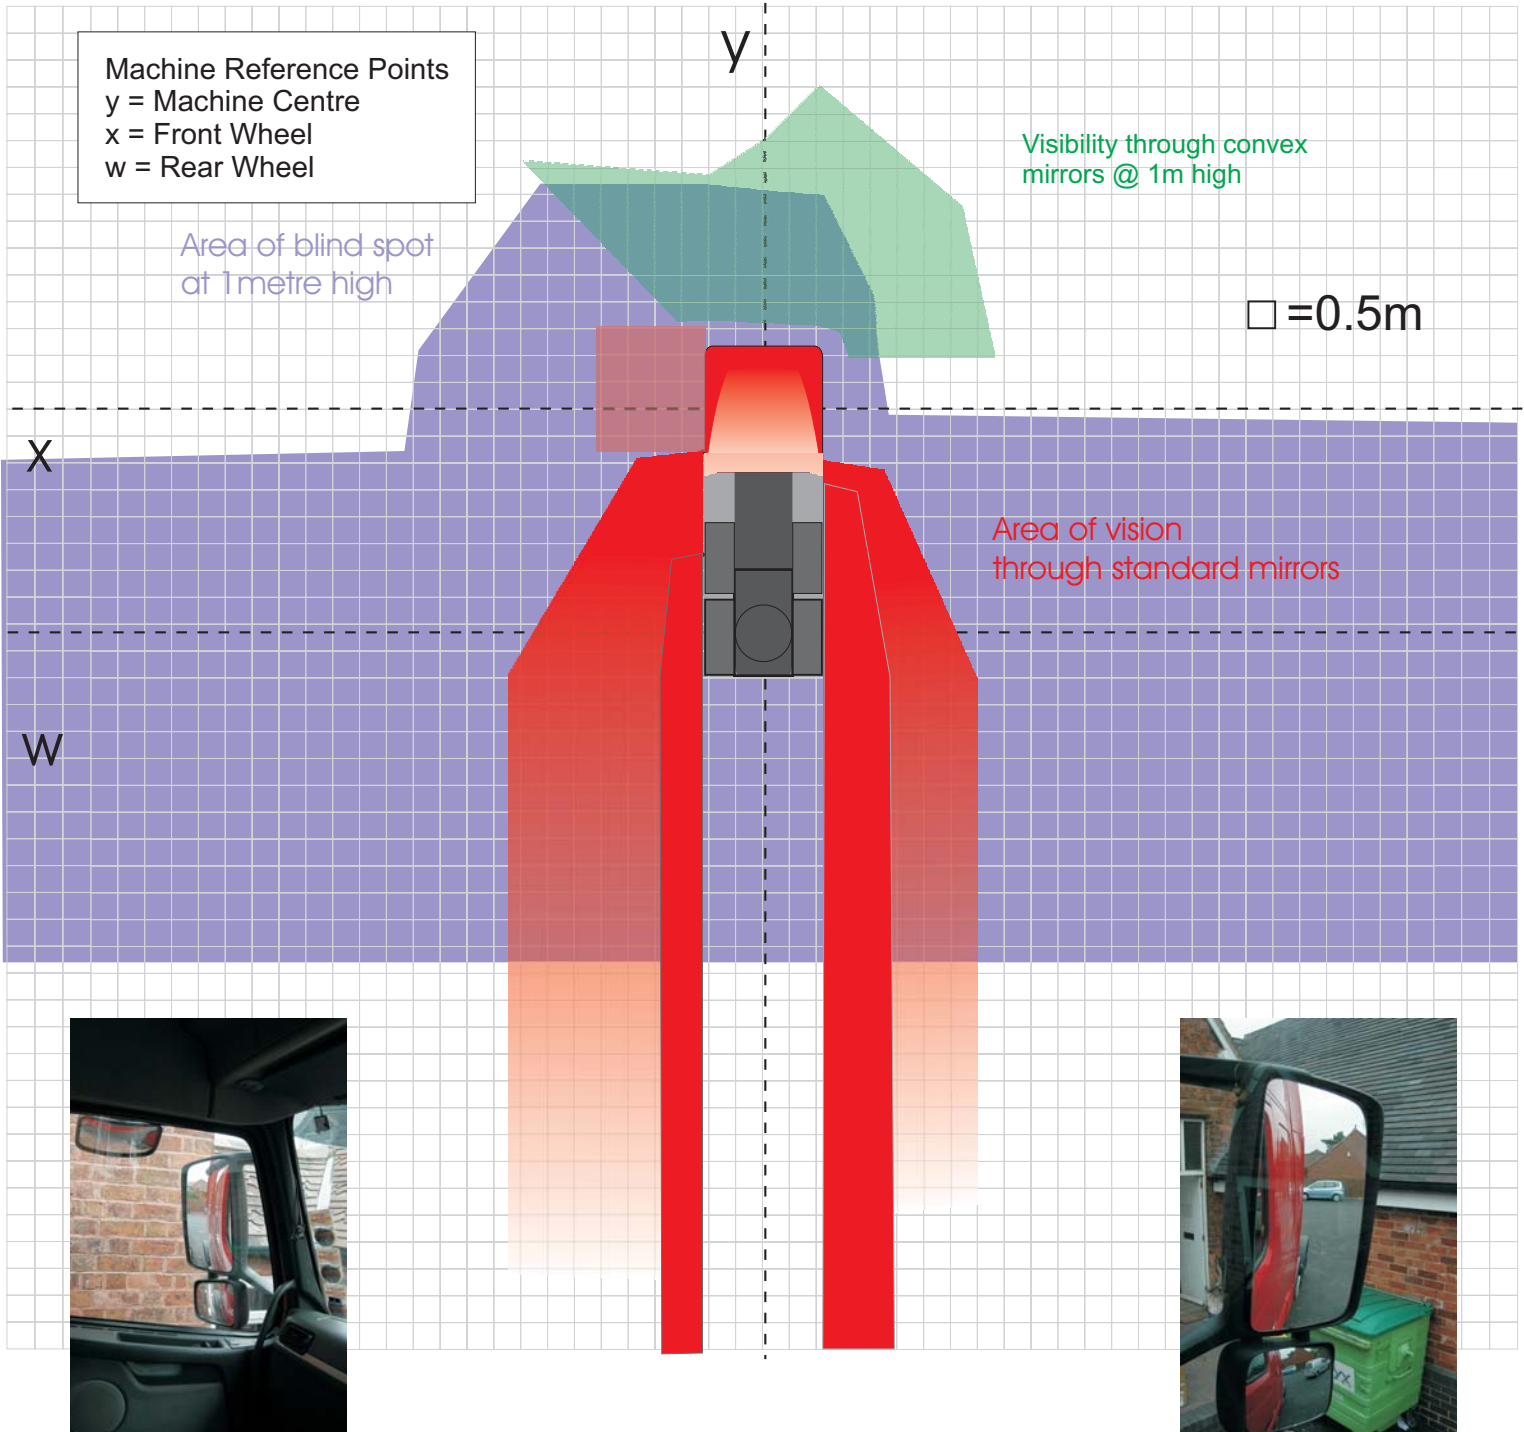 Machine Reference Points
y = Machine Centre
x = Front Wheel
w = Rear Wheel
y
Visibility through convex
mirrors @ 1m high
Area of blind spot
at 1metre high
=0.5m
x
Area of vision
through standard mirrors
w